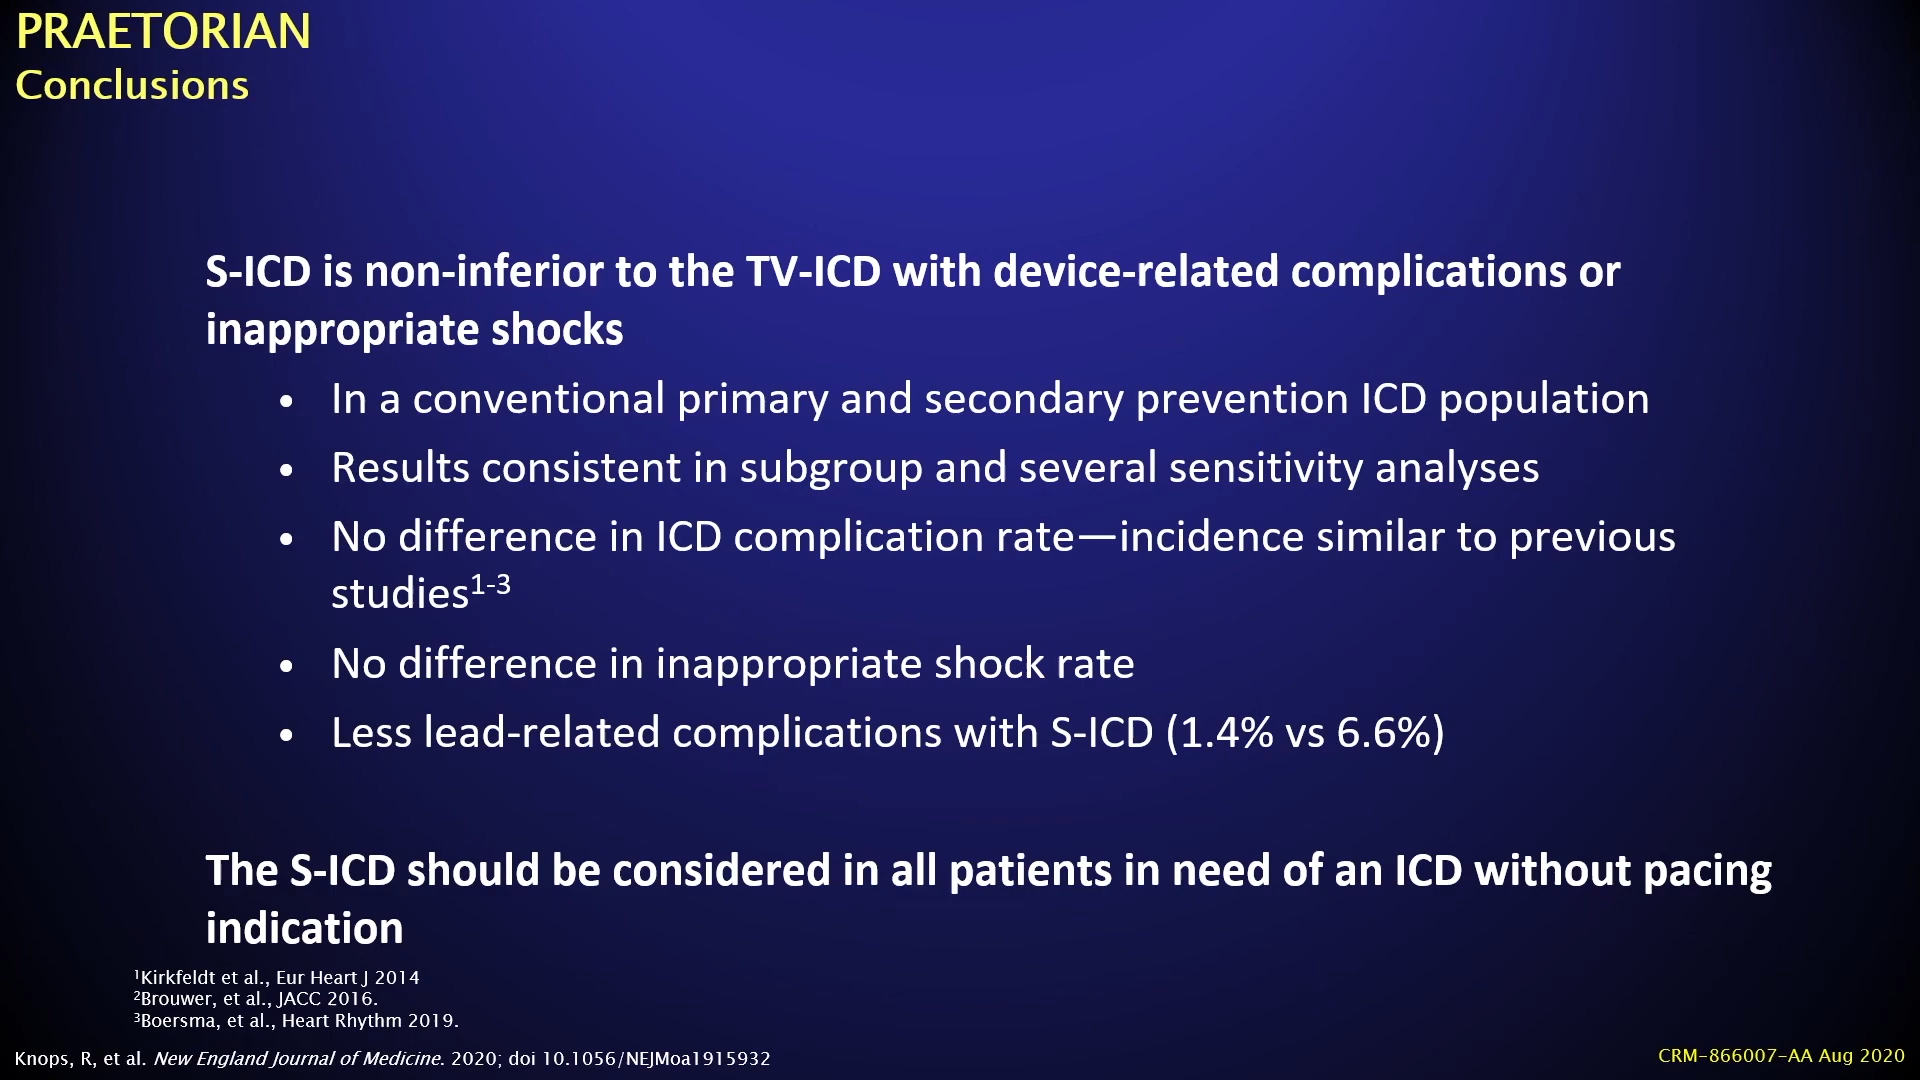 PRAETORIAN
Conclusions
S-ICD is non-inferior to the TV-ICD with device-related complications or
inappropriate shocks
• In a conventional primary and secondary prevention ICD population
• Results consistent in subgroup and several sensitivity analyses
• No difference in ICD complication rate—incidence similar to previous
studies¹⁻³
• No difference in inappropriate shock rate
• Less lead-related complications with S-ICD (1.4% vs 6.6%)
The S-ICD should be considered in all patients in need of an ICD without pacing
indication
¹Kirkfeldt et al., Eur Heart J 2014
²Brouwer, et al., JACC 2016.
³Boersma, et al., Heart Rhythm 2019.
Knops, R, et al. New England Journal of Medicine. 2020; doi 10.1056/NEJMoa1915932
CRM-866007-AA Aug 2020